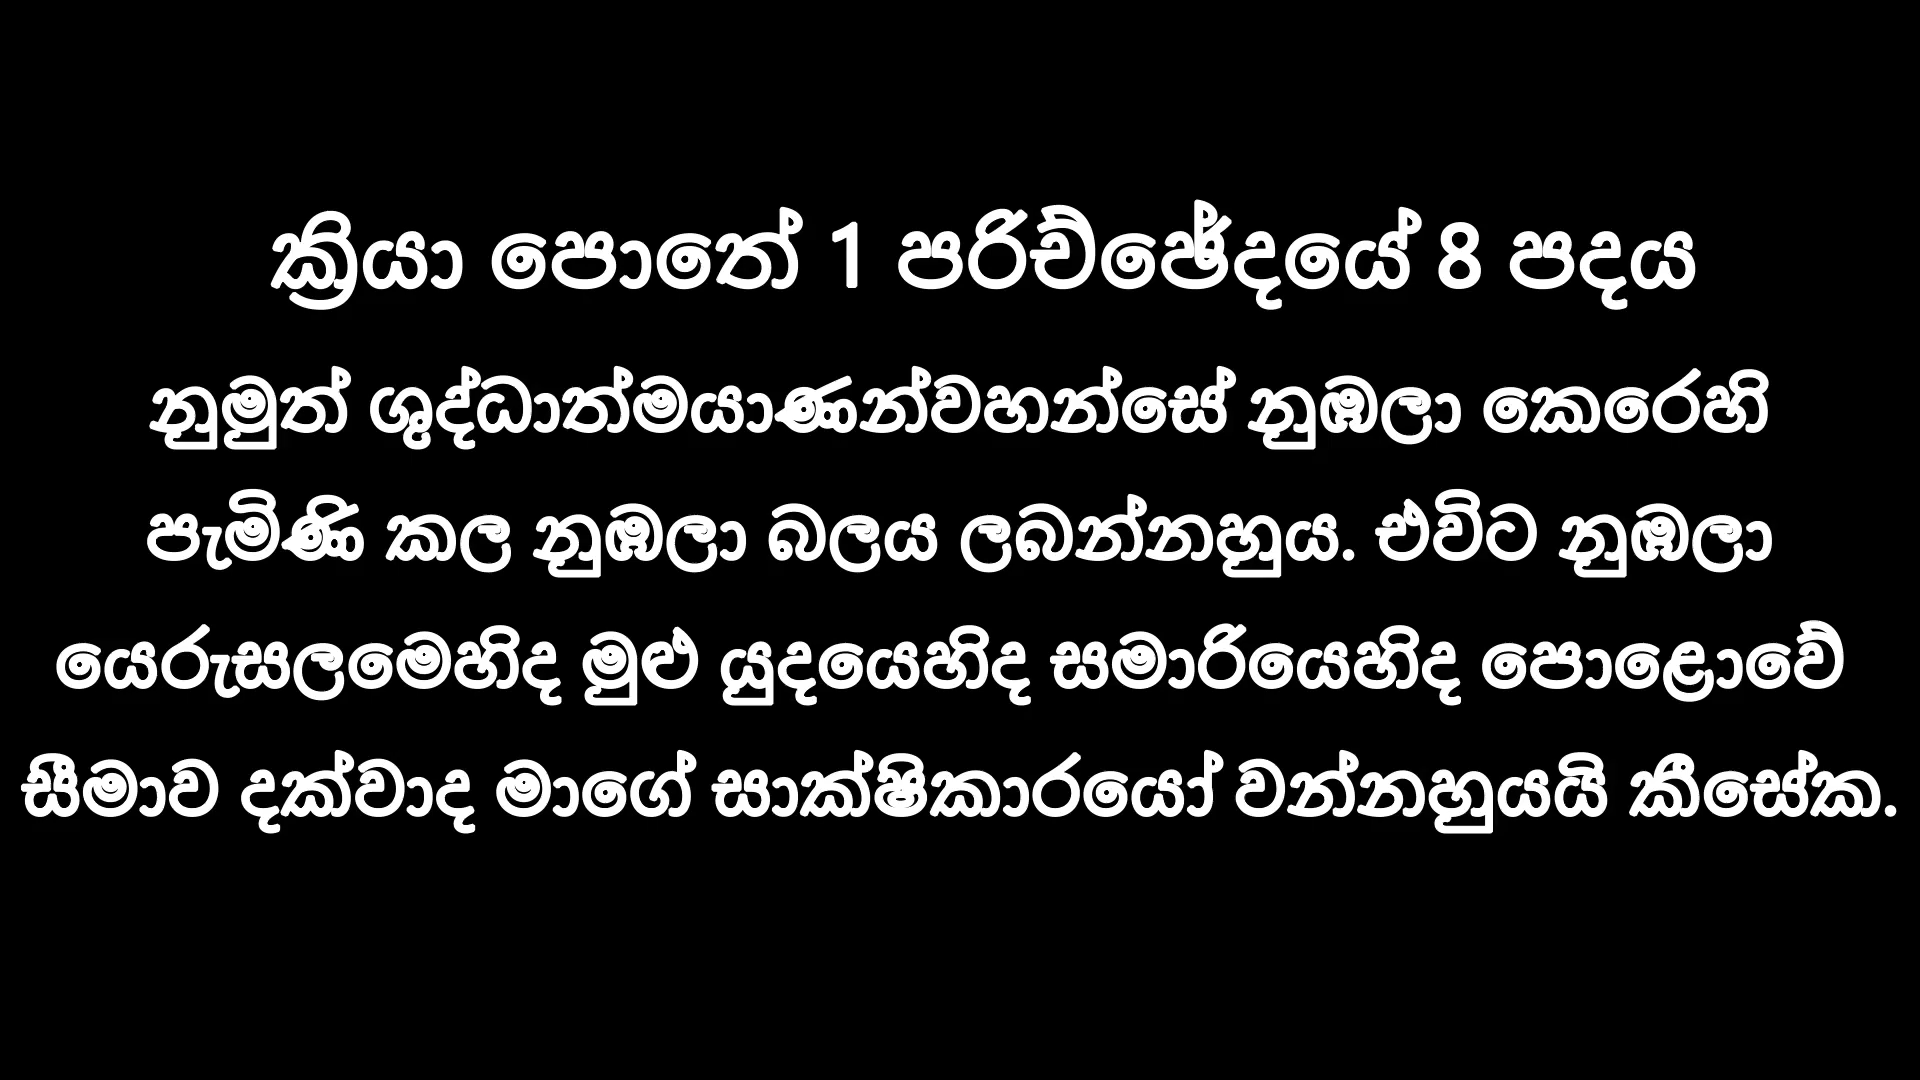 ක්‍රියා පොතේ 1 පරිච්ඡේදයේ 8 පදය
නුමුත් ශුද්ධාත්මයාණන්වහන්සේ නුඹලා කෙරෙහි
පැමිණි කල නුඹලා බලය ලබන්නහුය. එවිට නුඹලා
යෙරුසලමෙහිද මුළු යුදයෙහිද සමාරියෙහිද පොළොවේ
සීමාව දක්වාද මාගේ සාක්ෂිකාරයෝ වන්නහුයයි කීසේක.